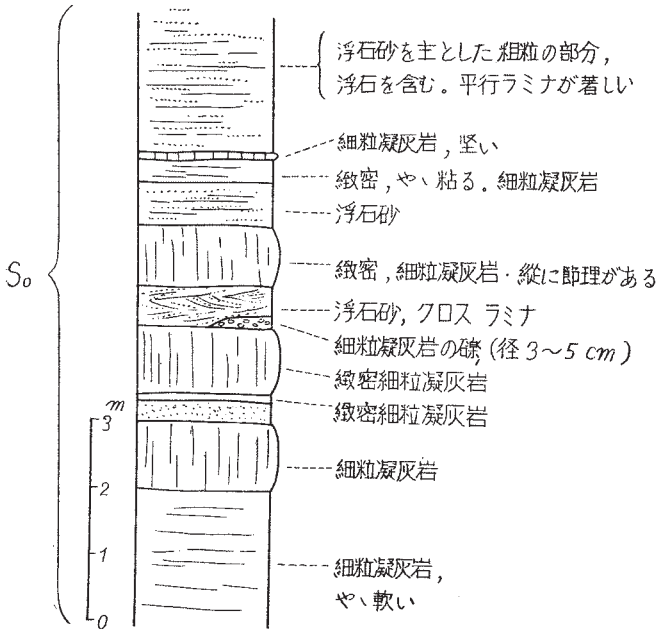 浮石砂を主とした粗粒の部分,
浮石を含む。平行ラミナが著しい
細粒凝灰岩, 堅い
緻密, やゝ粘る. 細粒凝灰岩
浮石砂
S₀
緻密, 細粒凝灰岩・縦に節理がある
浮石砂, クロス ラミナ
細粒凝灰岩の礫, (径 3~5 cm)
緻密細粒凝灰岩
緻密細粒凝灰岩
m
3
細粒凝灰岩
2
1
細粒凝灰岩,
やゝ軟い
0